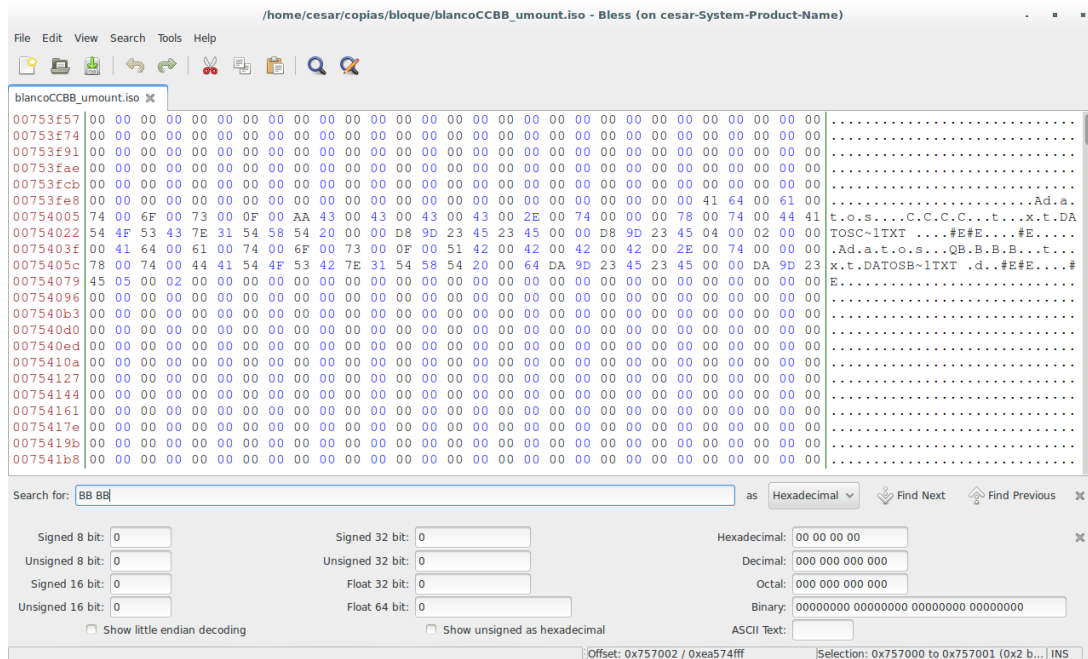 /home/cesar/copias/bloque/blancoCCBB_umount.iso - Bless (on cesar-System-Product-Name)
File Edit View Search Tools Help
blancoCCBB_umount.iso
00753f57 00 00 00 00 00 00 00 00 00 00 00 00 00 00 00 00 00 00 00 00 00 00 00 00 00 00 00 00 00 .............................
00753f74 00 00 00 00 00 00 00 00 00 00 00 00 00 00 00 00 00 00 00 00 00 00 00 00 00 00 00 00 00 .............................
00753f91 00 00 00 00 00 00 00 00 00 00 00 00 00 00 00 00 00 00 00 00 00 00 00 00 00 00 00 00 00 .............................
00753fae 00 00 00 00 00 00 00 00 00 00 00 00 00 00 00 00 00 00 00 00 00 00 00 00 00 00 00 00 00 .............................
00753fcb 00 00 00 00 00 00 00 00 00 00 00 00 00 00 00 00 00 00 00 00 00 00 00 00 00 00 00 00 00 .............................
00753fe8 00 00 00 00 00 00 00 00 00 00 00 00 00 00 00 00 00 00 00 00 00 00 00 00 41 64 00 61 00 ........................Ad.a.
00754005 74 00 6F 00 73 00 0F 00 AA 43 00 43 00 43 00 43 00 2E 00 74 00 00 00 78 00 74 00 44 41 t.o.s....C.C.C.C...t...x.t.DA
00754022 54 4F 53 43 7E 31 54 58 54 20 00 00 D8 9D 23 45 23 45 00 00 D8 9D 23 45 04 00 02 00 00 TOSC~1TXT ....#E#E....#E.....
0075403f 00 41 64 00 61 00 74 00 6F 00 73 00 0F 00 51 42 00 42 00 42 00 42 00 2E 00 74 00 00 00 .Ad.a.t.o.s...QB.B.B.B...t...
0075405c 78 00 74 00 44 41 54 4F 53 42 7E 31 54 58 54 20 00 64 DA 9D 23 45 23 45 00 00 DA 9D 23 x.t.DATOSB~1TXT .d..#E#E....#
00754079 45 05 00 02 00 00 00 00 00 00 00 00 00 00 00 00 00 00 00 00 00 00 00 00 00 00 00 00 00 E............................
00754096 00 00 00 00 00 00 00 00 00 00 00 00 00 00 00 00 00 00 00 00 00 00 00 00 00 00 00 00 00 .............................
007540b3 00 00 00 00 00 00 00 00 00 00 00 00 00 00 00 00 00 00 00 00 00 00 00 00 00 00 00 00 00 .............................
007540d0 00 00 00 00 00 00 00 00 00 00 00 00 00 00 00 00 00 00 00 00 00 00 00 00 00 00 00 00 00 .............................
007540ed 00 00 00 00 00 00 00 00 00 00 00 00 00 00 00 00 00 00 00 00 00 00 00 00 00 00 00 00 00 .............................
0075410a 00 00 00 00 00 00 00 00 00 00 00 00 00 00 00 00 00 00 00 00 00 00 00 00 00 00 00 00 00 .............................
00754127 00 00 00 00 00 00 00 00 00 00 00 00 00 00 00 00 00 00 00 00 00 00 00 00 00 00 00 00 00 .............................
00754144 00 00 00 00 00 00 00 00 00 00 00 00 00 00 00 00 00 00 00 00 00 00 00 00 00 00 00 00 00 .............................
00754161 00 00 00 00 00 00 00 00 00 00 00 00 00 00 00 00 00 00 00 00 00 00 00 00 00 00 00 00 00 .............................
0075417e 00 00 00 00 00 00 00 00 00 00 00 00 00 00 00 00 00 00 00 00 00 00 00 00 00 00 00 00 00 .............................
0075419b 00 00 00 00 00 00 00 00 00 00 00 00 00 00 00 00 00 00 00 00 00 00 00 00 00 00 00 00 00 .............................
007541b8 00 00 00 00 00 00 00 00 00 00 00 00 00 00 00 00 00 00 00 00 00 00 00 00 00 00 00 00 00 .............................
Search for: BB BB as Hexadecimal Find Next Find Previous
Signed 8 bit: 0 Signed 32 bit: 0 Hexadecimal: 00 00 00 00
Unsigned 8 bit: 0 Unsigned 32 bit: 0 Decimal: 000 000 000 000
Signed 16 bit: 0 Float 32 bit: 0 Octal: 000 000 000 000
Unsigned 16 bit: 0 Float 64 bit: 0 Binary: 00000000 00000000 00000000 00000000
Show little endian decoding Show unsigned as hexadecimal ASCII Text:
Offset: 0x757002 / 0xea574fff Selection: 0x757000 to 0x757001 (0x2 b... INS